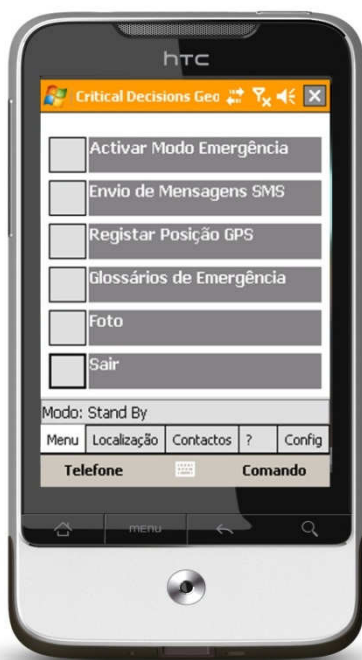 hTC
Critical Decisions Geo
Activar Modo Emergência
Envio de Mensagens SMS
Registar Posição GPS
Glossários de Emergência
Foto
Sair
Modo: Stand By
Menu Localização Contactos ? Config
Telefone Comando
menu